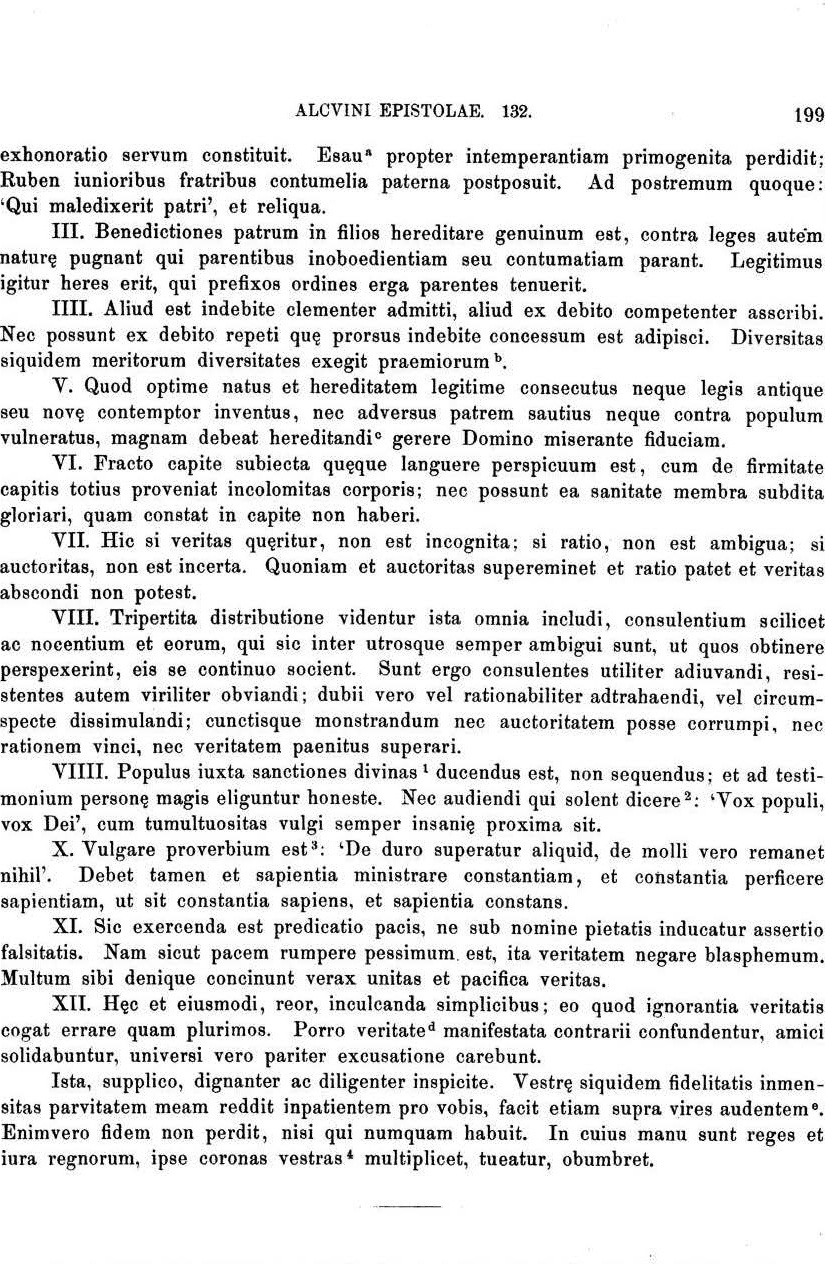 ALCVINI EPISTOLAE. 132. 199
exhonoratio servum constituit. Esau ᵃ propter intemperantiam primogenita perdidit;
Ruben iunioribus fratribus contumelia paterna postposuit. Ad postremum quoque:
‘Qui maledixerit patri’, et reliqua.
III. Benedictiones patrum in filios hereditare genuinum est, contra leges autem
naturę pugnant qui parentibus inoboedientiam seu contumatiam parant. Legitimus
igitur heres erit, qui prefixos ordines erga parentes tenuerit.
IIII. Aliud est indebite clementer admitti, aliud ex debito competenter asscribi.
Nec possunt ex debito repeti quę prorsus indebite concessum est adipisci. Diversitas
siquidem meritorum diversitates exegit praemiorum ᵇ.
V. Quod optime natus et hereditatem legitime consecutus neque legis antique
seu novę contemptor inventus, nec adversus patrem sautius neque contra populum
vulneratus, magnam debeat hereditandi ᶜ gerere Domino miserante fiduciam.
VI. Fracto capite subiecta quęque languere perspicuum est, cum de firmitate
capitis totius proveniat incolomitas corporis; nec possunt ea sanitate membra subdita
gloriari, quam constat in capite non haberi.
VII. Hic si veritas quęritur, non est incognita; si ratio, non est ambigua; si
auctoritas, non est incerta. Quoniam et auctoritas supereminet et ratio patet et veritas
abscondi non potest.
VIII. Tripertita distributione videntur ista omnia includi, consulentium scilicet
ac nocentium et eorum, qui sic inter utrosque semper ambigui sunt, ut quos obtinere
perspexerint, eis se continuo socient. Sunt ergo consulentes utiliter adiuvandi, resi-
stentes autem viriliter obviandi; dubii vero vel rationabiliter adtrahaendi, vel circum-
specte dissimulandi; cunctisque monstrandum nec auctoritatem posse corrumpi, nec
rationem vinci, nec veritatem paenitus superari.
VIIII. Populus iuxta sanctiones divinas ¹ ducendus est, non sequendus; et ad testi-
monium personę magis eliguntur honeste. Nec audiendi qui solent dicere ²: ‘Vox populi,
vox Dei’, cum tumultuositas vulgi semper insanię proxima sit.
X. Vulgare proverbium est ³: ‘De duro superatur aliquid, de molli vero remanet
nihil’. Debet tamen et sapientia ministrare constantiam, et constantia perficere
sapientiam, ut sit constantia sapiens, et sapientia constans.
XI. Sic exercenda est predicatio pacis, ne sub nomine pietatis inducatur assertio
falsitatis. Nam sicut pacem rumpere pessimum est, ita veritatem negare blasphemum.
Multum sibi denique concinunt verax unitas et pacifica veritas.
XII. Hęc et eiusmodi, reor, inculcanda simplicibus; eo quod ignorantia veritatis
cogat errare quam plurimos. Porro veritate ᵈ manifestata contrarii confundentur, amici
solidabuntur, universi vero pariter excusatione carebunt.
Ista, supplico, dignanter ac diligenter inspicite. Vestrę siquidem fidelitatis inmen-
sitas parvitatem meam reddit inpatientem pro vobis, facit etiam supra vires audentem ᵉ.
Enimvero fidem non perdit, nisi qui numquam habuit. In cuius manu sunt reges et
iura regnorum, ipse coronas vestras ⁴ multiplicet, tueatur, obumbret.